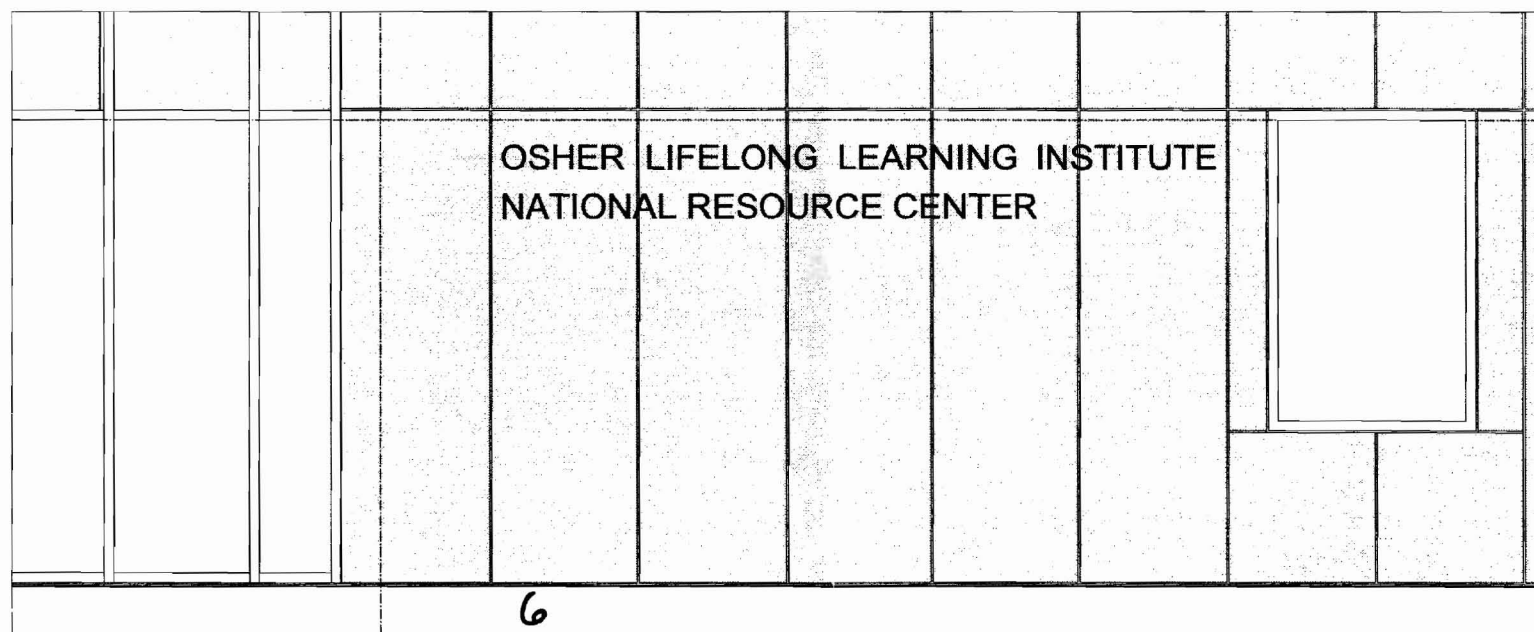 OSHER LIFELONG LEARNING INSTITUTE
NATIONAL RESOURCE CENTER
6